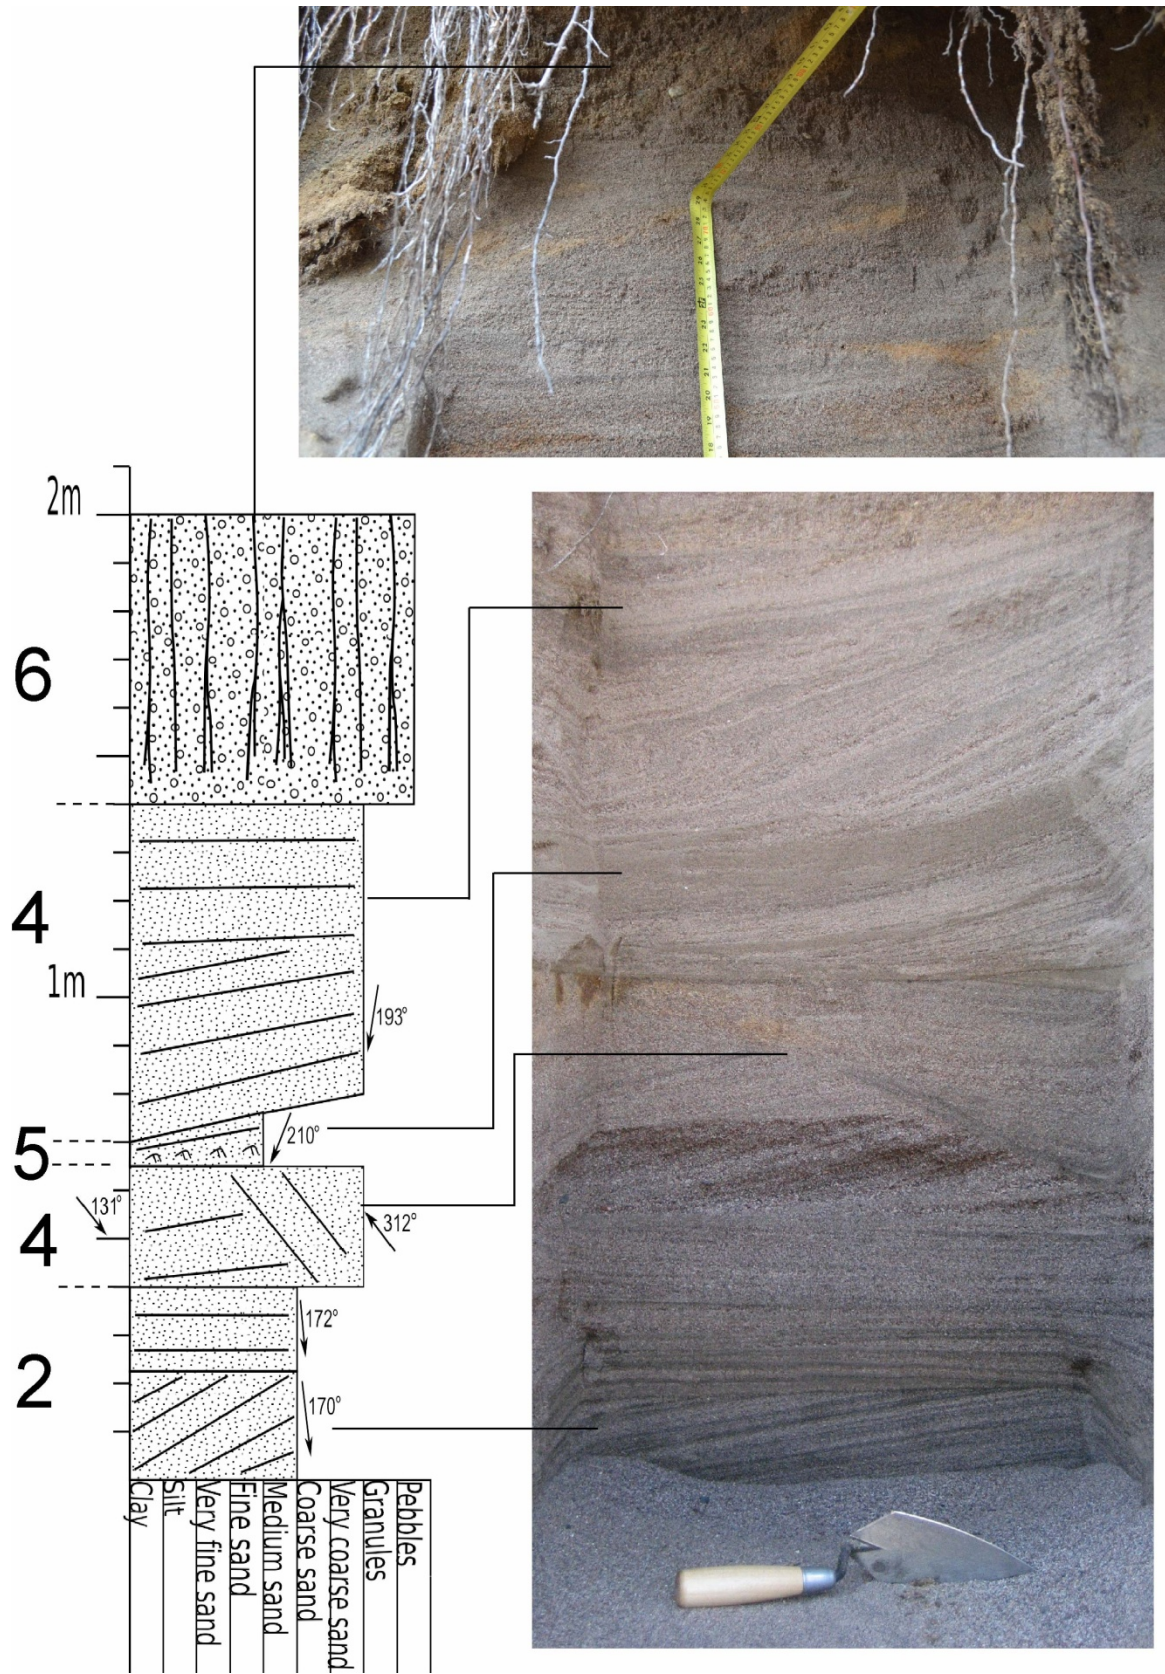 2m
6
4
1m
193°
5
210°
131°
4
312°
172°
2
170°
Clay
Silt
Very fine sand
Fine sand
Medium sand
Coarse sand
Very coarse sand
Granules
Pebbles